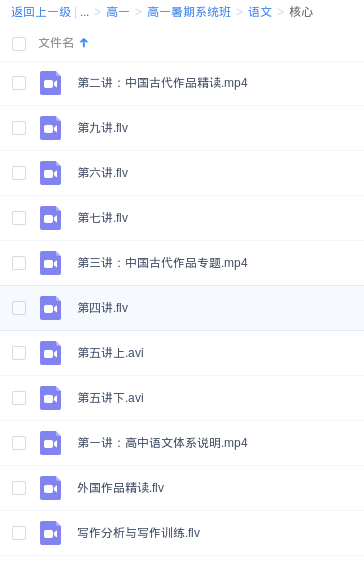 返回上一级 | ... > 高一 > 高一暑期系统班 > 语文 > 核心
文件名
第二讲：中国古代作品精读.mp4
第九讲.flv
第六讲.flv
第七讲.flv
第三讲：中国古代作品专题.mp4
第四讲.flv
第五讲上.avi
第五讲下.avi
第一讲：高中语文体系说明.mp4
外国作品精读.flv
写作分析与写作训练.flv